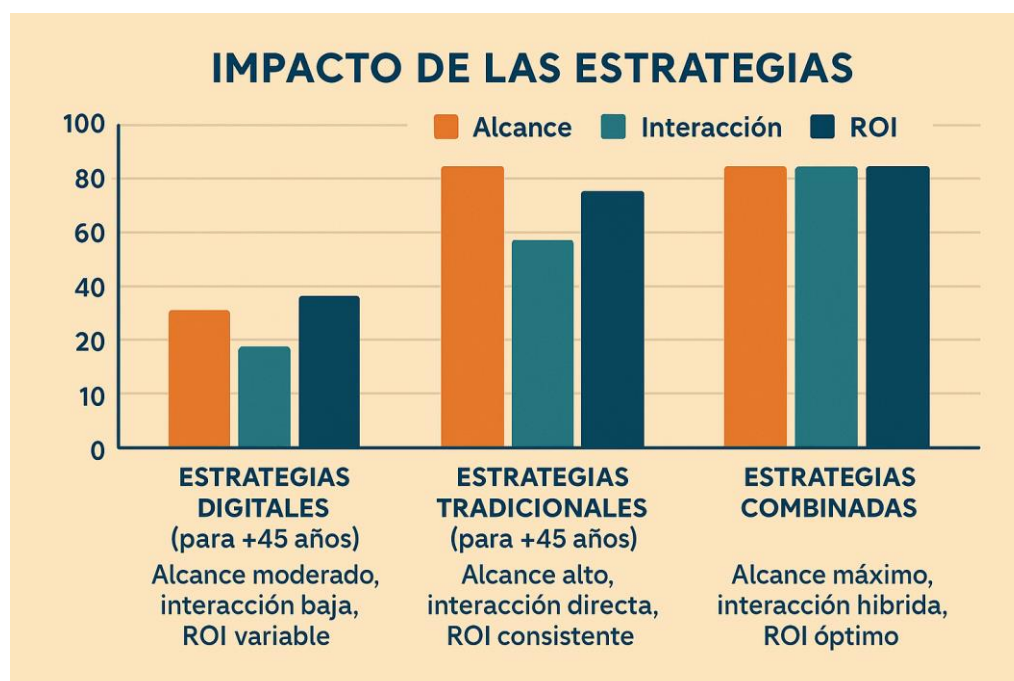 IMPACTO DE LAS ESTRATEGIAS
Alcance Interacción ROI
100
80
60
40
20
10
0
ESTRATEGIAS
DIGITALES
(para +45 años)
Alcance moderado,
interacción baja,
ROI variable
ESTRATEGIAS
TRADICIONALES
(para +45 años)
Alcance alto,
interacción directa,
ROI consistente
ESTRATEGIAS
COMBINADAS
Alcance máximo,
interacción hibrida,
ROI óptimo